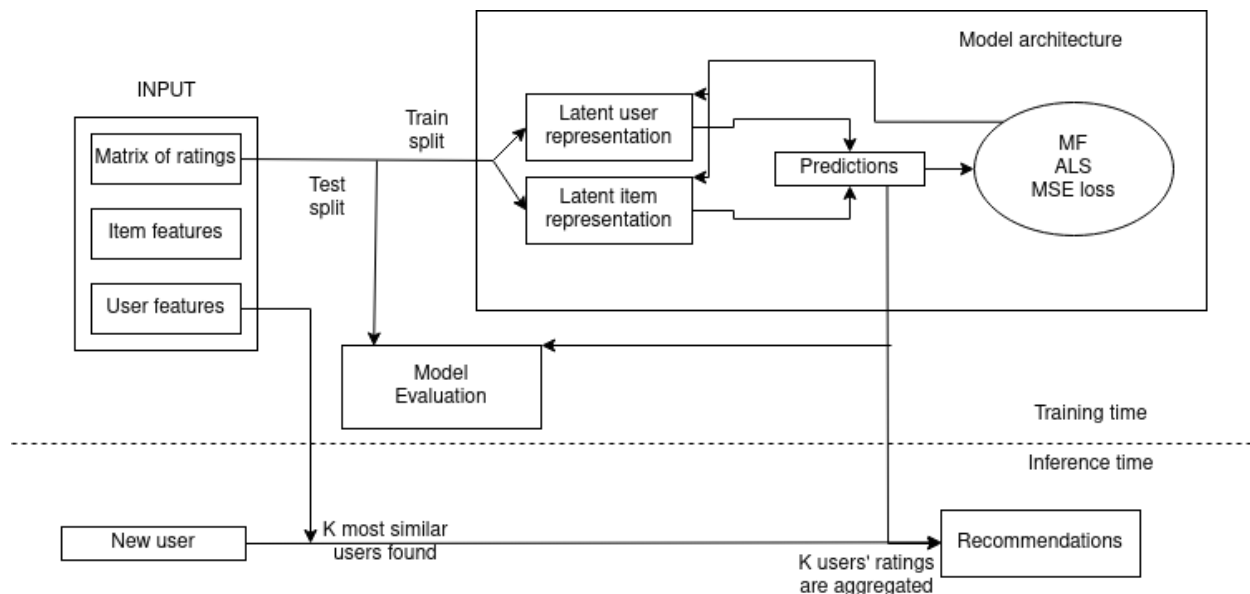 Model architecture
INPUT
Matrix of ratings
Item features
User features
Train
split
Test
split
Latent user
representation
Latent item
representation
Predictions
MF
ALS
MSE loss
Model
Evaluation
Training time
Inference time
New user
K most similar
users found
K users' ratings
are aggregated
Recommendations